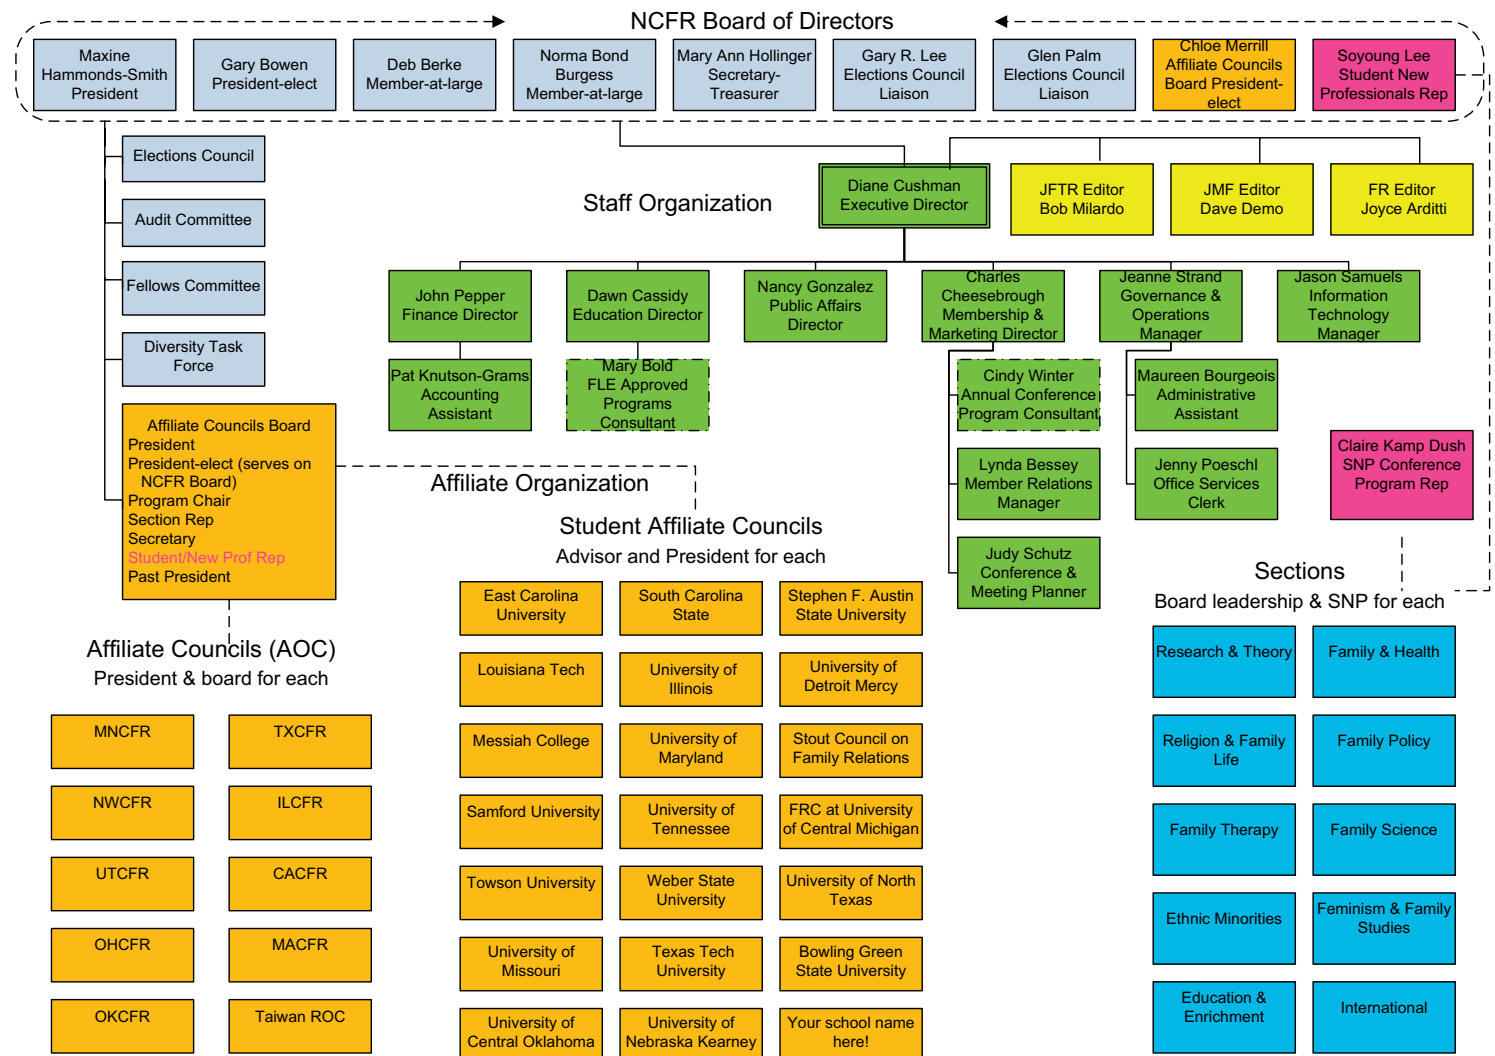 NCFR Board of Directors
Maxine
Hammonds-Smith
President
Gary Bowen
President-elect
Deb Berke
Member-at-large
Norma Bond
Burgess
Member-at-large
Mary Ann Hollinger
Secretary-
Treasurer
Gary R. Lee
Elections Council
Liaison
Glen Palm
Elections Council
Liaison
Chloe Merrill
Affiliate Councils
Board President-
elect
Soyoung Lee
Student New
Professionals Rep
Elections Council
Audit Committee
Fellows Committee
Diversity Task
Force
Affiliate Councils Board
President
President-elect (serves on
NCFR Board)
Program Chair
Section Rep
Secretary
Student/New Prof Rep
Past President
Staff Organization
Diane Cushman
Executive Director
JFTR Editor
Bob Milardo
JMF Editor
Dave Demo
FR Editor
Joyce Arditti
John Pepper
Finance Director
Dawn Cassidy
Education Director
Nancy Gonzalez
Public Affairs
Director
Charles
Cheesebrough
Membership &
Marketing Director
Jeanne Strand
Governance &
Operations
Manager
Jason Samuels
Information
Technology
Manager
Pat Knutson-Grams
Accounting
Assistant
Mary Bold
FLE Approved
Programs
Consultant
Cindy Winter
Annual Conference
Program Consultant
Maureen Bourgeois
Administrative
Assistant
Lynda Bessey
Member Relations
Manager
Jenny Poeschl
Office Services
Clerk
Judy Schutz
Conference &
Meeting Planner
Claire Kamp Dush
SNP Conference
Program Rep
Affiliate Organization
Student Affiliate Councils
Advisor and President for each
East Carolina
University
South Carolina
State
Stephen F. Austin
State University
Louisiana Tech
University of
Illinois
University of
Detroit Mercy
Messiah College
University of
Maryland
Stout Council on
Family Relations
Samford University
University of
Tennessee
FRC at University
of Central Michigan
Towson University
Weber State
University
University of North
Texas
University of
Missouri
Texas Tech
University
Bowling Green
State University
University of
Central Oklahoma
University of
Nebraska Kearney
Your school name
here!
Affiliate Councils (AOC)
President & board for each
MNCFR
TXCFR
NWCFR
ILCFR
UTCFR
CACFR
OHCFR
MACFR
OKCFR
Taiwan ROC
Sections
Board leadership & SNP for each
Research & Theory
Family & Health
Religion & Family
Life
Family Policy
Family Therapy
Family Science
Ethnic Minorities
Feminism & Family
Studies
Education &
Enrichment
International